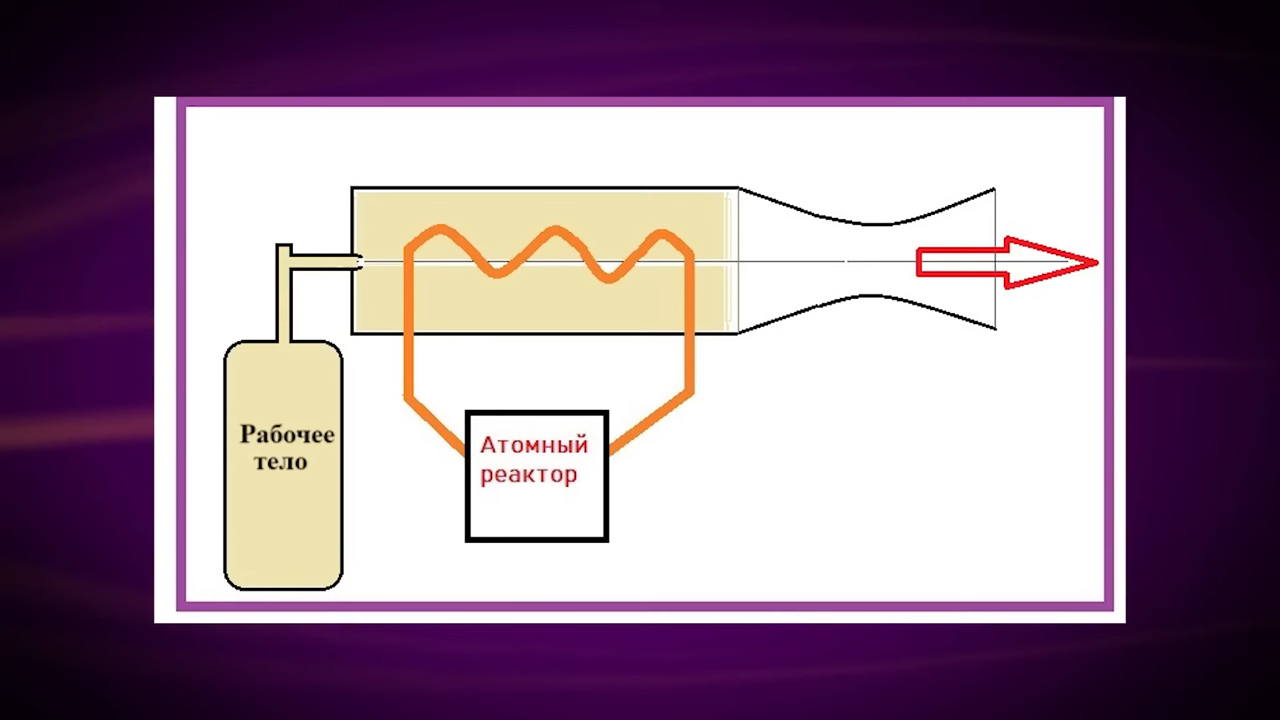 Рабочее
тело
Атомный
реактор